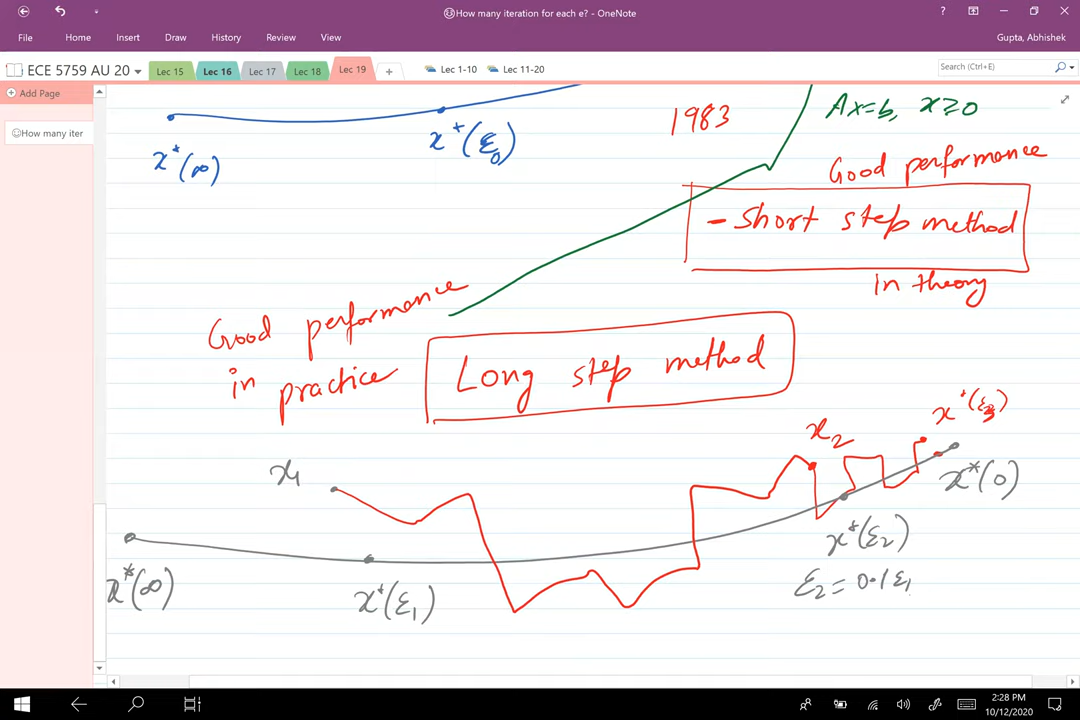 How many iteration for each e? - OneNote
Gupta, Abhishek
File Home Insert Draw History Review View
ECE 5759 AU 20
Lec 15
Lec 16
Lec 17
Lec 18
Lec 19
Lec 1-10
Lec 11-20
Search (Ctrl+E)
Add Page
How many iter
1983
Ax=b, x≥0
x*(∞)
x*(ε₀)
Good performance
- Short step method
in theory
Good performance
in practice
Long step method
x₁
x₂
x*(ε₃)
x*(0)
x*(∞)
x*(ε₁)
x*(ε₂)
ε₂ = 0.1 ε₁
2:28 PM
10/12/2020